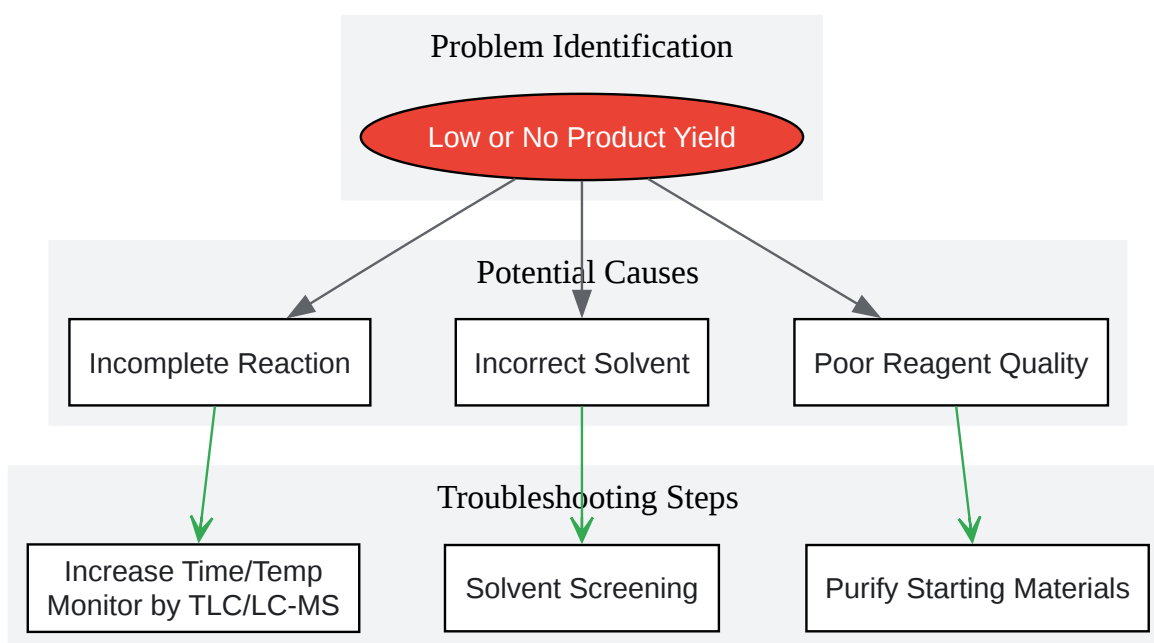 Problem Identification
Low or No Product Yield
Potential Causes
Incomplete Reaction
Incorrect Solvent
Poor Reagent Quality
Troubleshooting Steps
Increase Time/Temp
Monitor by TLC/LC-MS
Solvent Screening
Purify Starting Materials